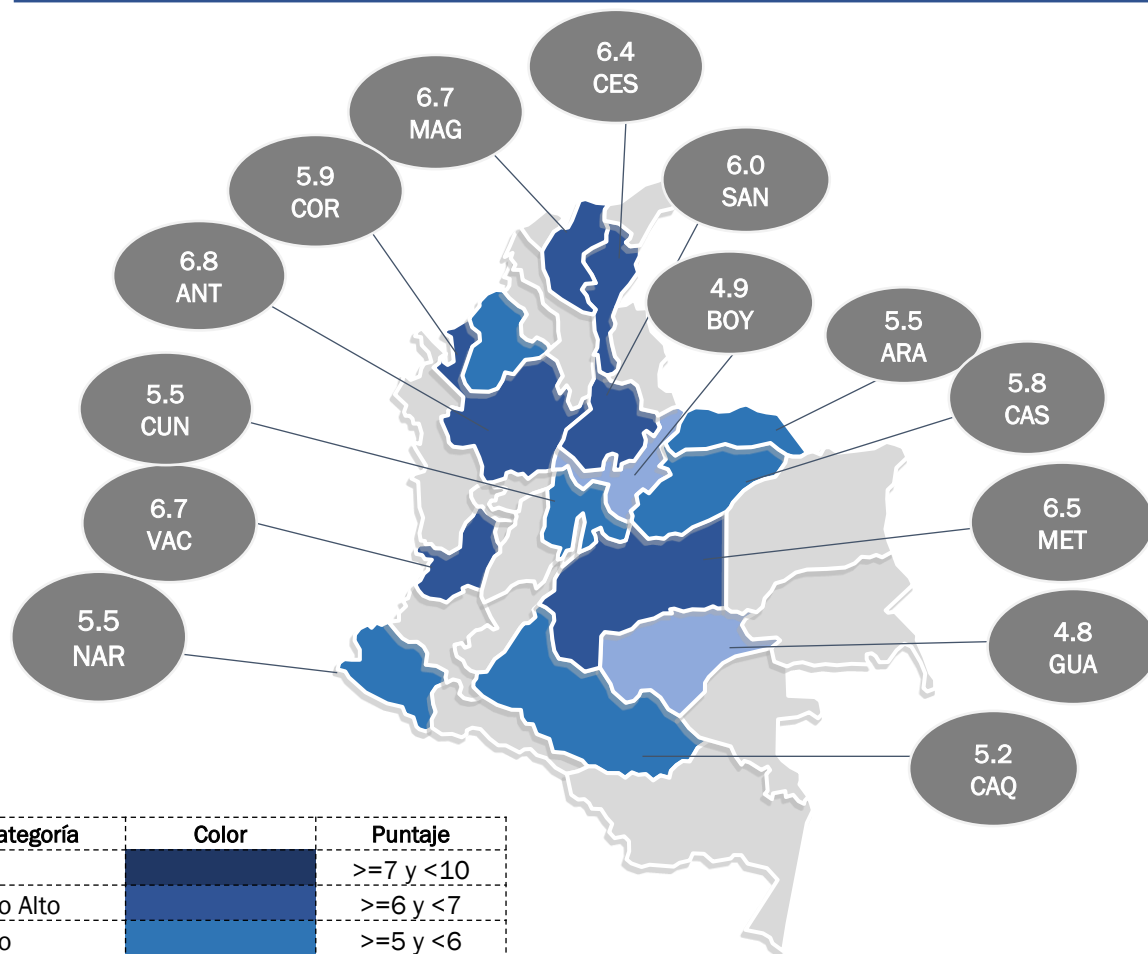 6.4
CES
6.7
MAG
5.9
COR
6.0
SAN
6.8
ANT
4.9
BOY
5.5
ARA
5.8
CAS
5.5
CUN
6.7
VAC
6.5
MET
5.5
NAR
4.8
GUA
5.2
CAQ
ategoría Color Puntaje
>=7 y <10
o Alto >=6 y <7
o >=5 y <6